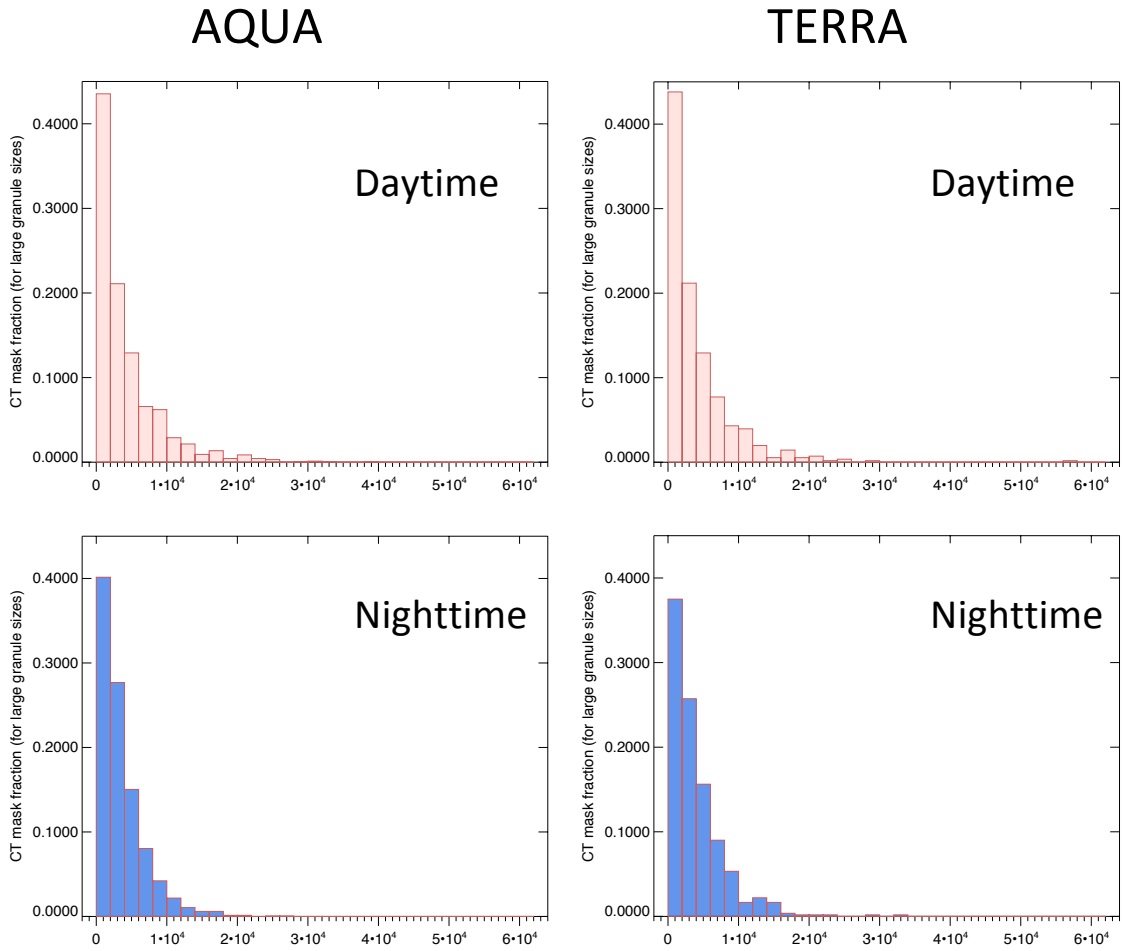 AQUA
TERRA
CT mask fraction (for large granule sizes)
0.4000
0.3000
0.2000
0.1000
0.0000
Daytime
0 1•10⁴ 2•10⁴ 3•10⁴ 4•10⁴ 5•10⁴ 6•10⁴
CT mask fraction (for large granule sizes)
0.4000
0.3000
0.2000
0.1000
0.0000
Daytime
0 1•10⁴ 2•10⁴ 3•10⁴ 4•10⁴ 5•10⁴ 6•10⁴
CT mask fraction (for large granule sizes)
0.4000
0.3000
0.2000
0.1000
0.0000
Nighttime
0 1•10⁴ 2•10⁴ 3•10⁴ 4•10⁴ 5•10⁴ 6•10⁴
CT mask fraction (for large granule sizes)
0.4000
0.3000
0.2000
0.1000
0.0000
Nighttime
0 1•10⁴ 2•10⁴ 3•10⁴ 4•10⁴ 5•10⁴ 6•10⁴